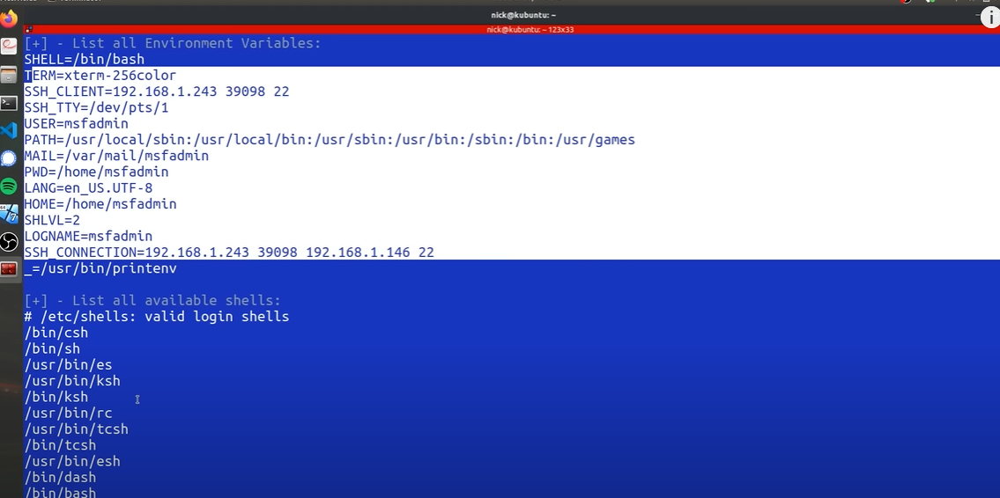 nick@kubuntu: ~
nick@kubuntu: ~ 123x33
[+] - List all Environment Variables:
SHELL=/bin/bash
TERM=xterm-256color
SSH_CLIENT=192.168.1.243 39098 22
SSH_TTY=/dev/pts/1
USER=msfadmin
PATH=/usr/local/sbin:/usr/local/bin:/usr/sbin:/usr/bin:/sbin:/bin:/usr/games
MAIL=/var/mail/msfadmin
PWD=/home/msfadmin
LANG=en_US.UTF-8
HOME=/home/msfadmin
SHLVL=2
LOGNAME=msfadmin
SSH_CONNECTION=192.168.1.243 39098 192.168.1.146 22
_=/usr/bin/printenv
[+] - List all available shells:
# /etc/shells: valid login shells
/bin/csh
/bin/sh
/usr/bin/es
/usr/bin/ksh
/bin/ksh
/usr/bin/rc
/usr/bin/tcsh
/bin/tcsh
/usr/bin/esh
/bin/dash
/bin/bash